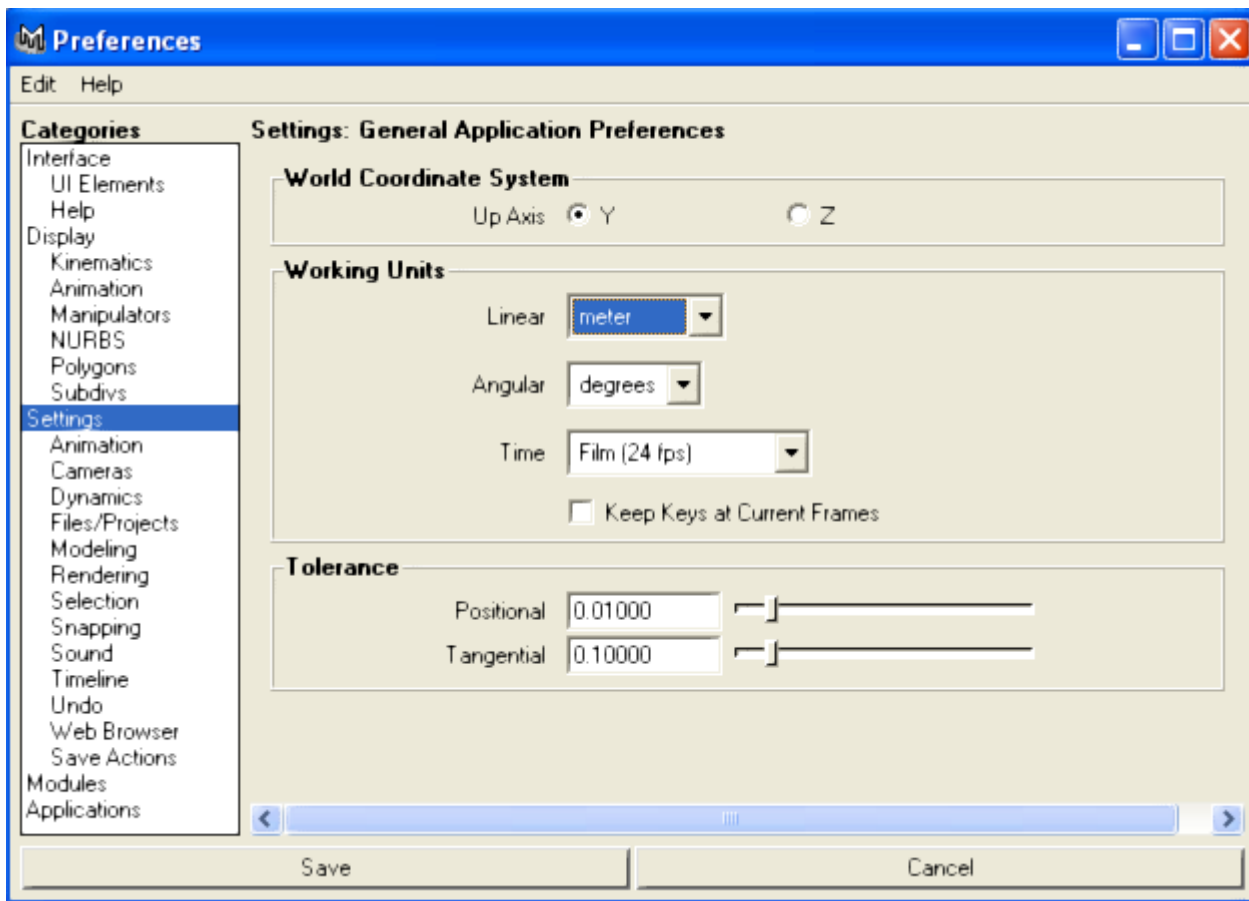 Preferences
Edit Help
Categories
Interface
UI Elements
Help
Display
Kinematics
Animation
Manipulators
NURBS
Polygons
Subdivs
Settings
Animation
Cameras
Dynamics
Files/Projects
Modeling
Rendering
Selection
Snapping
Sound
Timeline
Undo
Web Browser
Save Actions
Modules
Applications
Settings: General Application Preferences
World Coordinate System
Up Axis Y Z
Working Units
Linear meter
Angular degrees
Time Film (24 fps)
Keep Keys at Current Frames
Tolerance
Positional 0.01000
Tangential 0.10000
Save Cancel